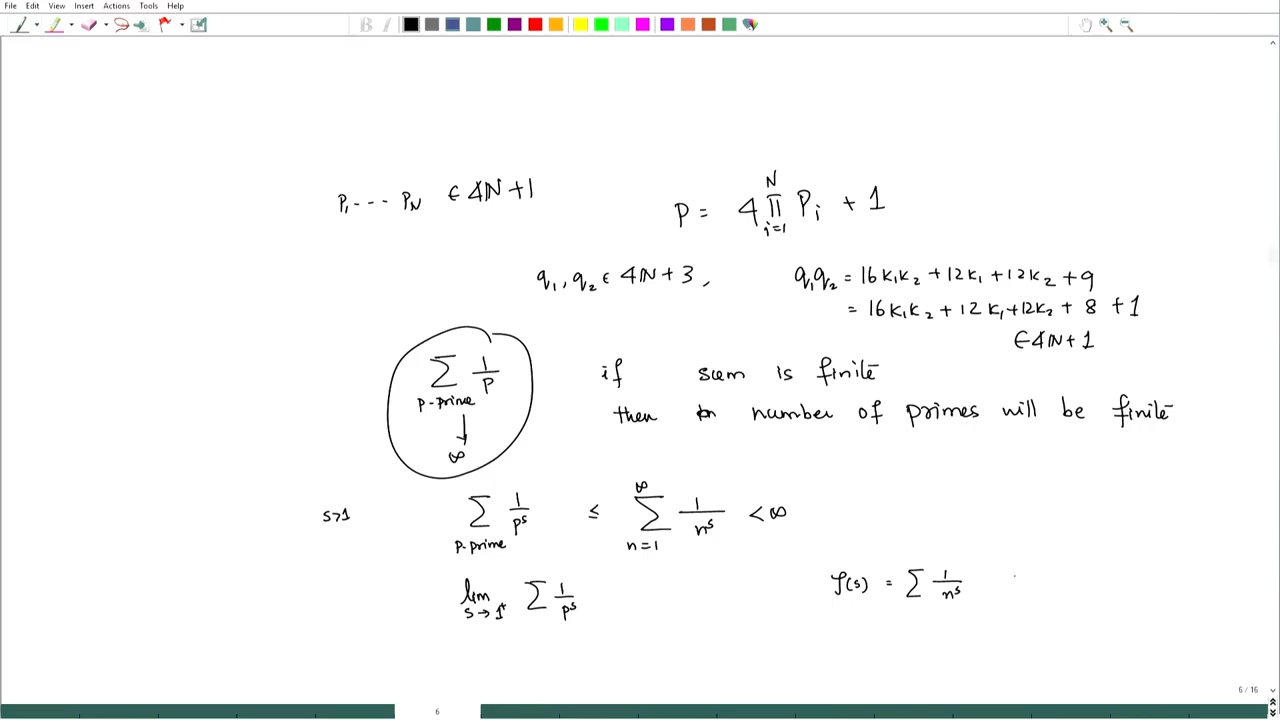 File Edit View Insert Actions Tools Help
B I
P₁ --- P_N ∈ 4ℕ+1
P = 4 ∏_{i=1}^{N} P_i + 1
q₁, q₂ ∈ 4ℕ+3,
q₁q₂ = 16k₁k₂ + 12k₁ + 12k₂ + 9
= 16k₁k₂ + 12k₁ + 12k₂ + 8 + 1
∈ 4ℕ+1
∑_{p-prime} 1/p
↓
∞
if sum is finite
then number of primes will be finite
s>1 ∑_{p-prime} 1/p^s ≤ ∑_{n=1}^{∞} 1/n^s < ∞
lim_{s→1⁺} ∑ 1/p^s
ζ(s) = ∑ 1/n^s
6 / 16
6